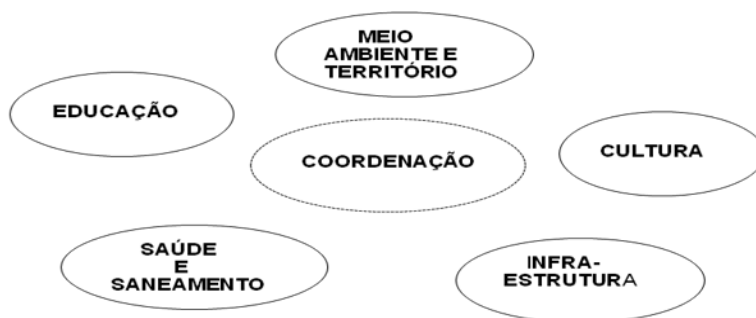 MEIO
AMBIENTE E
TERRITÓRIO
EDUCAÇÃO
COORDENAÇÃO
CULTURA
SAÚDE
E
SANEAMENTO
INFRA-
ESTRUTURA